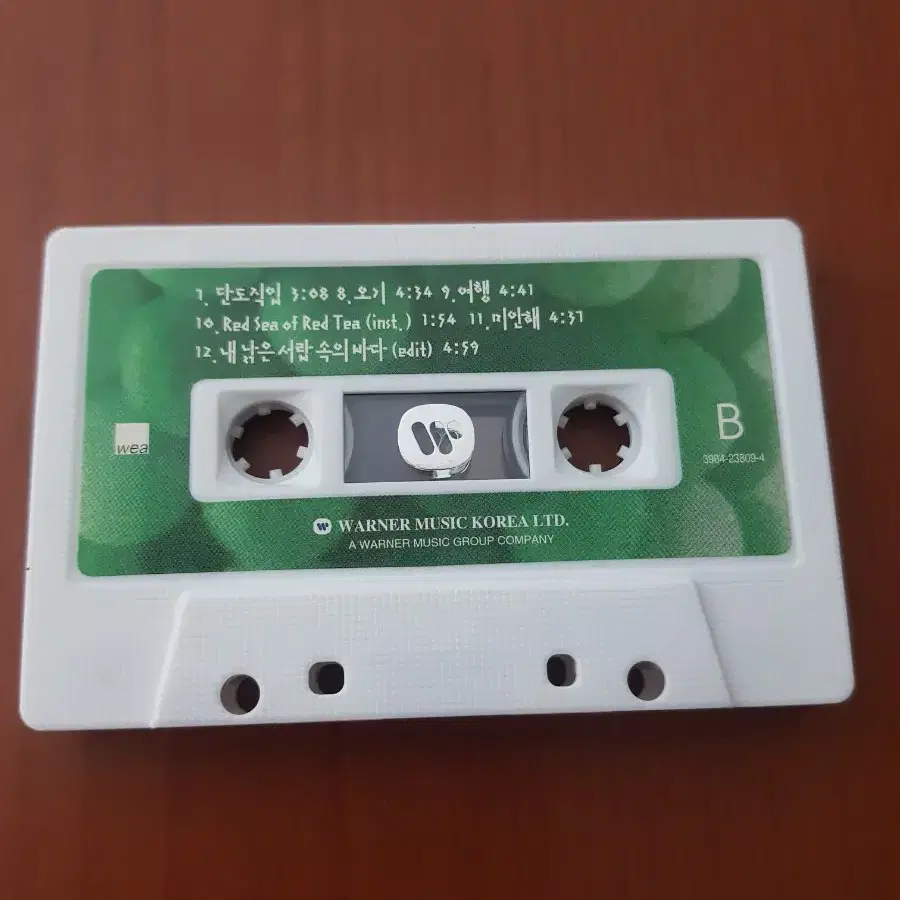 7. 단도직입 3:08 8. 오기 4:34 9. 여행 4:41
10. Red Sea of Red Tea (inst.) 1:54 11. 미안해 4:37
12. 내 낡은 서랍 속의 바다 (edit) 4:59
wea
B
3984-23809-4
WARNER MUSIC KOREA LTD.
A WARNER MUSIC GROUP COMPANY